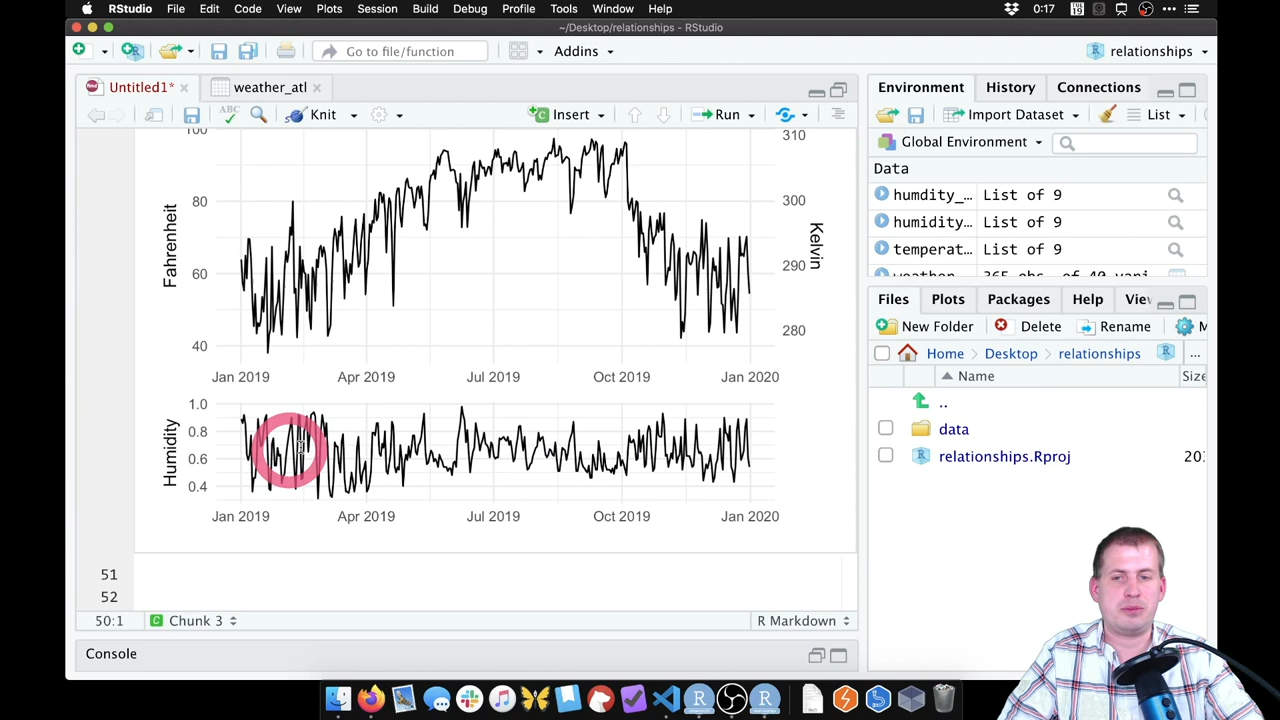 RStudio File Edit Code View Plots Session Build Debug Profile Tools Window Help 0:17 TUE 19
~/Desktop/relationships - RStudio
Go to file/function Addins relationships
Untitled1* weather_atl
ABC Knit Insert Run
Environment History Connections
Import Dataset List
Global Environment
Data
humdity_... List of 9
humidity... List of 9
temperat... List of 9
Files Plots Packages Help
New Folder Delete Rename M
Home Desktop relationships ...
Name Size
..
data
relationships.Rproj 20
100 310
80 300
60 290
40 280
Fahrenheit
Kelvin
Jan 2019 Apr 2019 Jul 2019 Oct 2019 Jan 2020
1.0
0.8
0.6
0.4
Humidity
Jan 2019 Apr 2019 Jul 2019 Oct 2019 Jan 2020
51
52
50:1 Chunk 3 R Markdown
Console